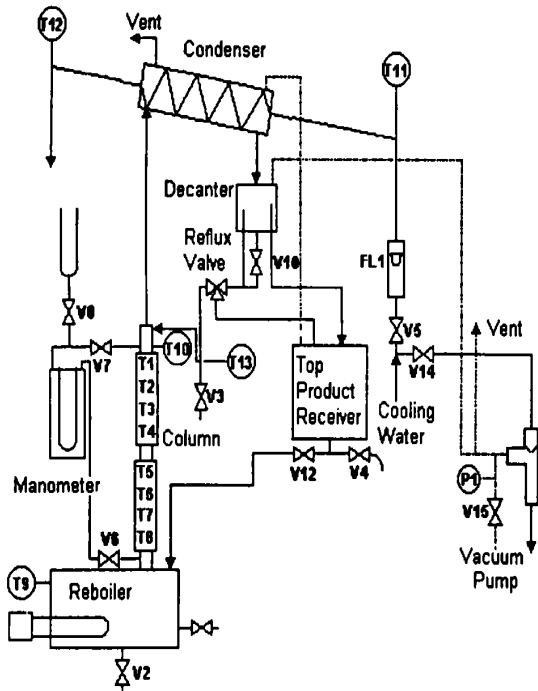 T12
Vent
Condenser
T11
Decanter
Reflux
Valve
V10
FL1
V8
V5
Vent
V7
T10
T13
V14
T1
T2
T3
T4
V3
Top
Product
Receiver
Cooling
Water
Column
Manometer
T5
T6
T7
T8
V12
V4
P1
V15
V6
Vacuum
Pump
T9
Reboiler
V2